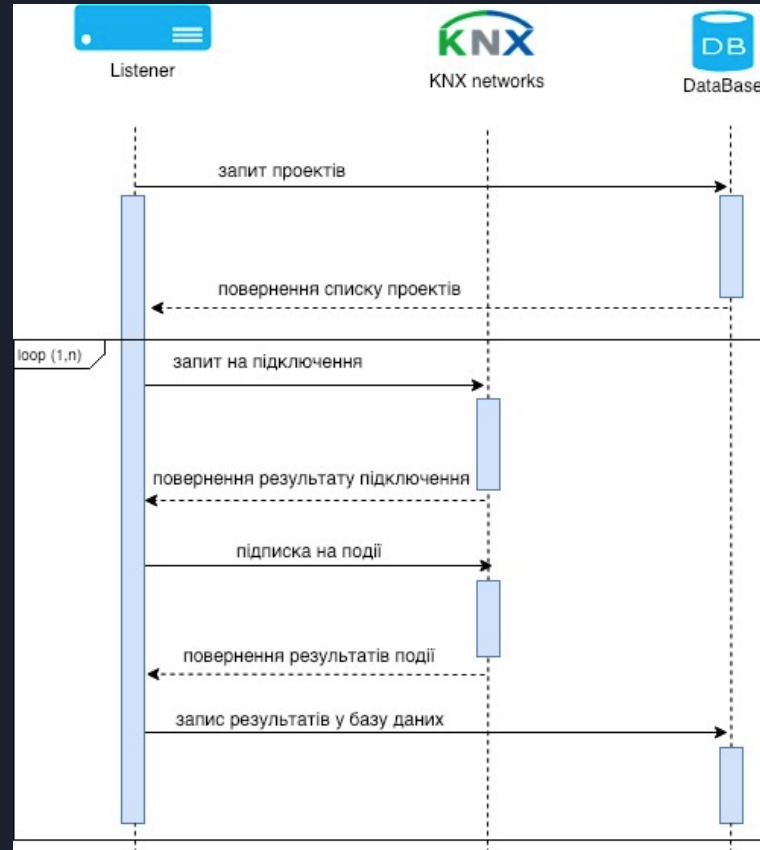 Listener
KNX
KNX networks
DB
DataBase
запит проектів
повернення списку проектів
loop (1,n)
запит на підключення
повернення результату підключення
підписка на події
повернення результатів події
запис результатів у базу даних